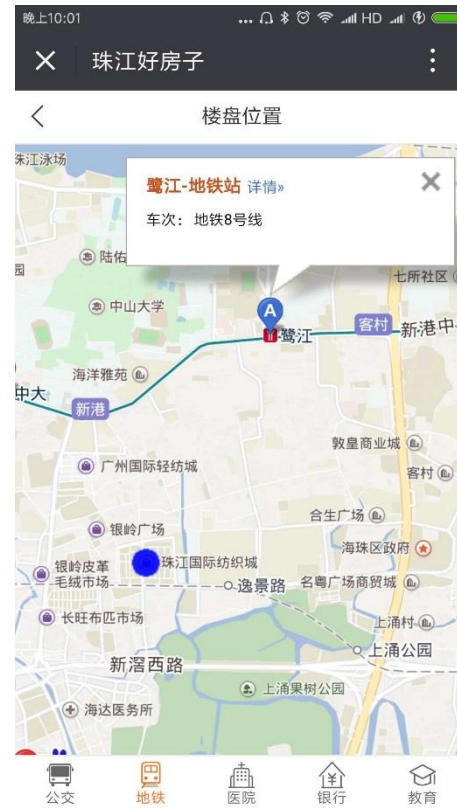 晚上10:01 ... HD
珠江好房子
楼盘位置
珠江泳场
鹭江-地铁站 详情»
车次: 地铁8号线
陆佑
园
七所社区
中山大学
A
鹭江
客村
新港中
海洋雅苑
中大
新港
敦皇商业城
广州国际轻纺城
客村
合生广场
银岭广场
海珠区政府
珠江国际纺织城
银岭皮革
毛绒市场
逸景路
名粤广场商贸城
长旺布匹市场
上涌村
上涌公园
新滘西路
上涌果树公园
海达医务所
公交 地铁 医院 银行 教育